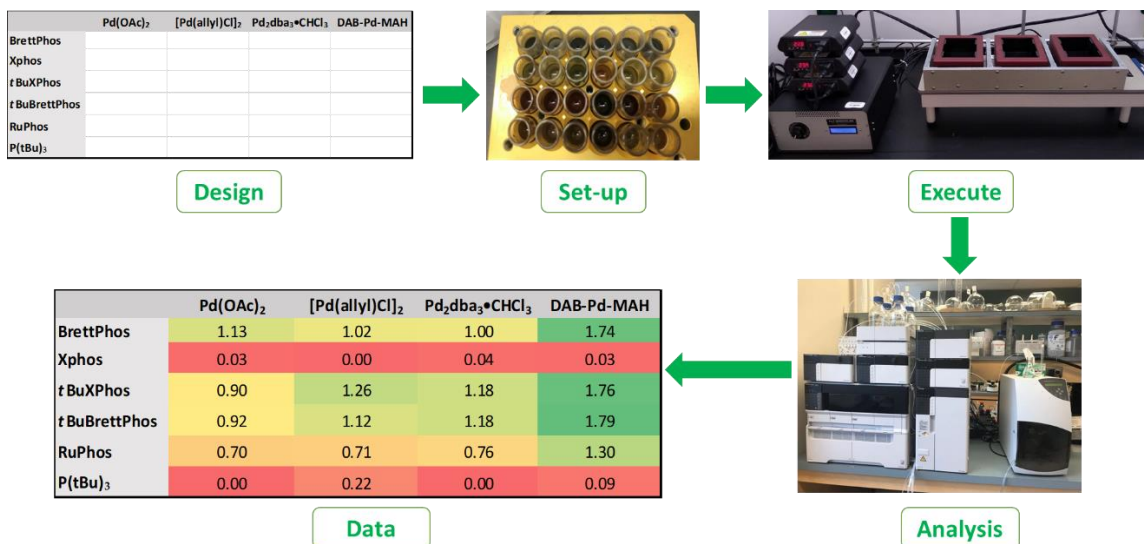 Pd(OAc)₂ [Pd(allyl)Cl]₂ Pd₂dba₃•CHCl₃ DAB-Pd-MAH
BrettPhos
Xphos
tBuXPhos
tBuBrettPhos
RuPhos
P(tBu)₃
Design
Set-up
Execute
Pd(OAc)₂ [Pd(allyl)Cl]₂ Pd₂dba₃•CHCl₃ DAB-Pd-MAH
BrettPhos 1.13 1.02 1.00 1.74
Xphos 0.03 0.00 0.04 0.03
tBuXPhos 0.90 1.26 1.18 1.76
tBuBrettPhos 0.92 1.12 1.18 1.79
RuPhos 0.70 0.71 0.76 1.30
P(tBu)₃ 0.00 0.22 0.00 0.09
Data
Analysis